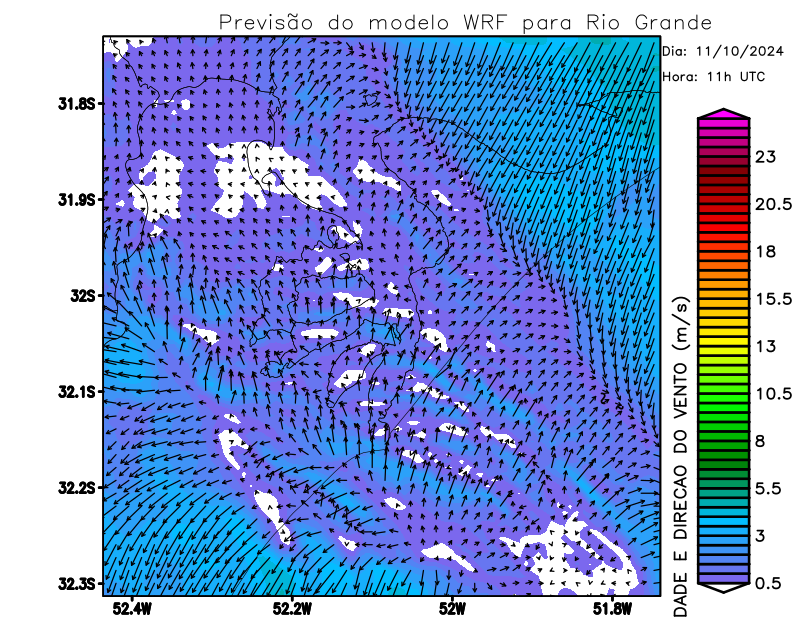 Previsão do modelo WRF para Rio Grande
Dia: 11/10/2024
Hora: 11h UTC
31.8S
31.9S
32S
32.1S
32.2S
32.3S
52.4W
52.2W
52W
51.8W
23
20.5
18
15.5
13
10.5
8
5.5
3
0.5
DADE E DIRECAO DO VENTO (m/s)